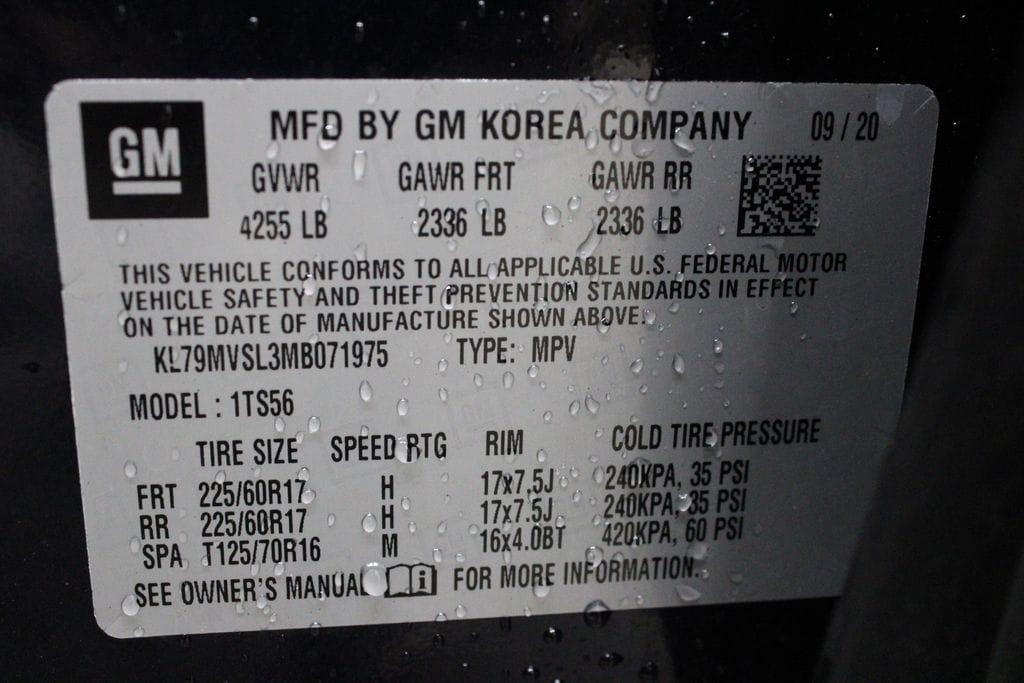 GM
MFD BY GM KOREA COMPANY 09 / 20
GVWR GAWR FRT GAWR RR
4255 LB 2336 LB 2336 LB
THIS VEHICLE CONFORMS TO ALL APPLICABLE U.S. FEDERAL MOTOR
VEHICLE SAFETY AND THEFT PREVENTION STANDARDS IN EFFECT
ON THE DATE OF MANUFACTURE SHOWN ABOVE.
KL79MVSL3MB071975 TYPE: MPV
MODEL : 1TS56
TIRE SIZE SPEED RTG RIM COLD TIRE PRESSURE
FRT 225/60R17 H 17x7.5J 240KPA, 35 PSI
RR 225/60R17 H 17x7.5J 240KPA, 35 PSI
SPA T125/70R16 M 16x4.0BT 420KPA, 60 PSI
SEE OWNER'S MANUAL i FOR MORE INFORMATION.